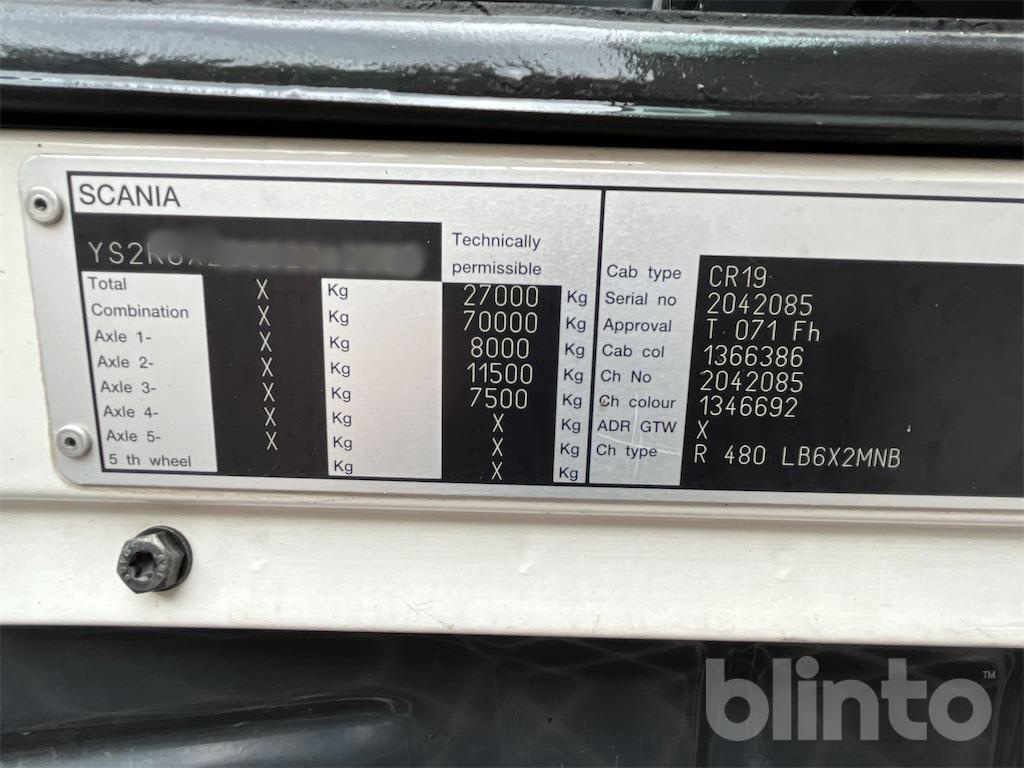 SCANIA
Technically
permissible
Total X Kg 27000 Kg
Combination X Kg 70000 Kg
Axle 1- X Kg 8000 Kg
Axle 2- X Kg 11500 Kg
Axle 3- X Kg 7500 Kg
Axle 4- X Kg X Kg
Axle 5- X Kg X Kg
5 th wheel Kg X Kg
Cab type CR19
Serial no 2042085
Approval T 071 Fh
Cab col 1366386
Ch No 2042085
Ch colour 1346692
ADR GTW X
Ch type R 480 LB6X2MNB
blinto™